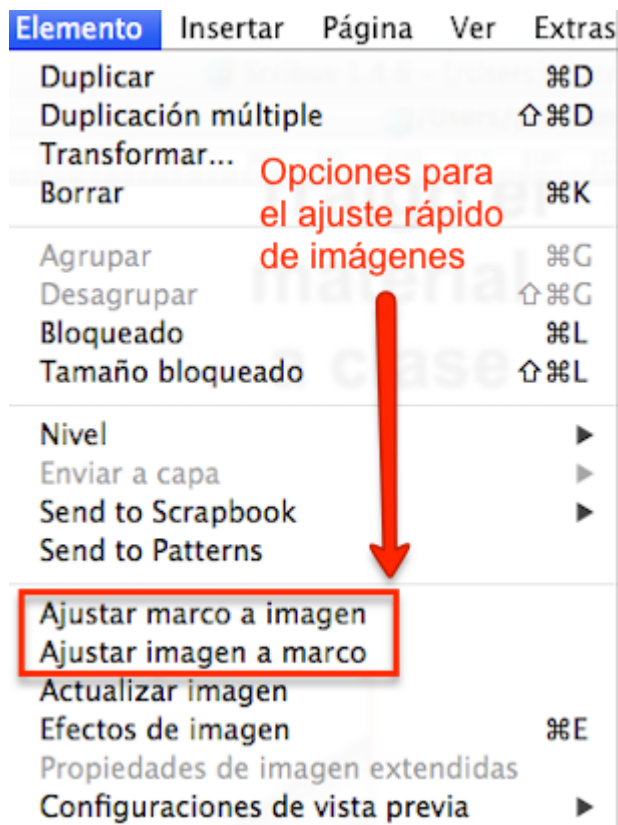 Elemento Insertar Página Ver Extras
Duplicar ⌘D
Duplicación múltiple ⇧⌘D
Transformar...
Borrar ⌘K
Opciones para
el ajuste rápido
de imágenes
Agrupar ⌘G
Desagrupar ⇧⌘G
Bloqueado ⌘L
Tamaño bloqueado ⇧⌘L
Nivel ▶
Enviar a capa ▶
Send to Scrapbook ▶
Send to Patterns
Ajustar marco a imagen
Ajustar imagen a marco
Actualizar imagen
Efectos de imagen ⌘E
Propiedades de imagen extendidas
Configuraciones de vista previa ▶
material
a clase